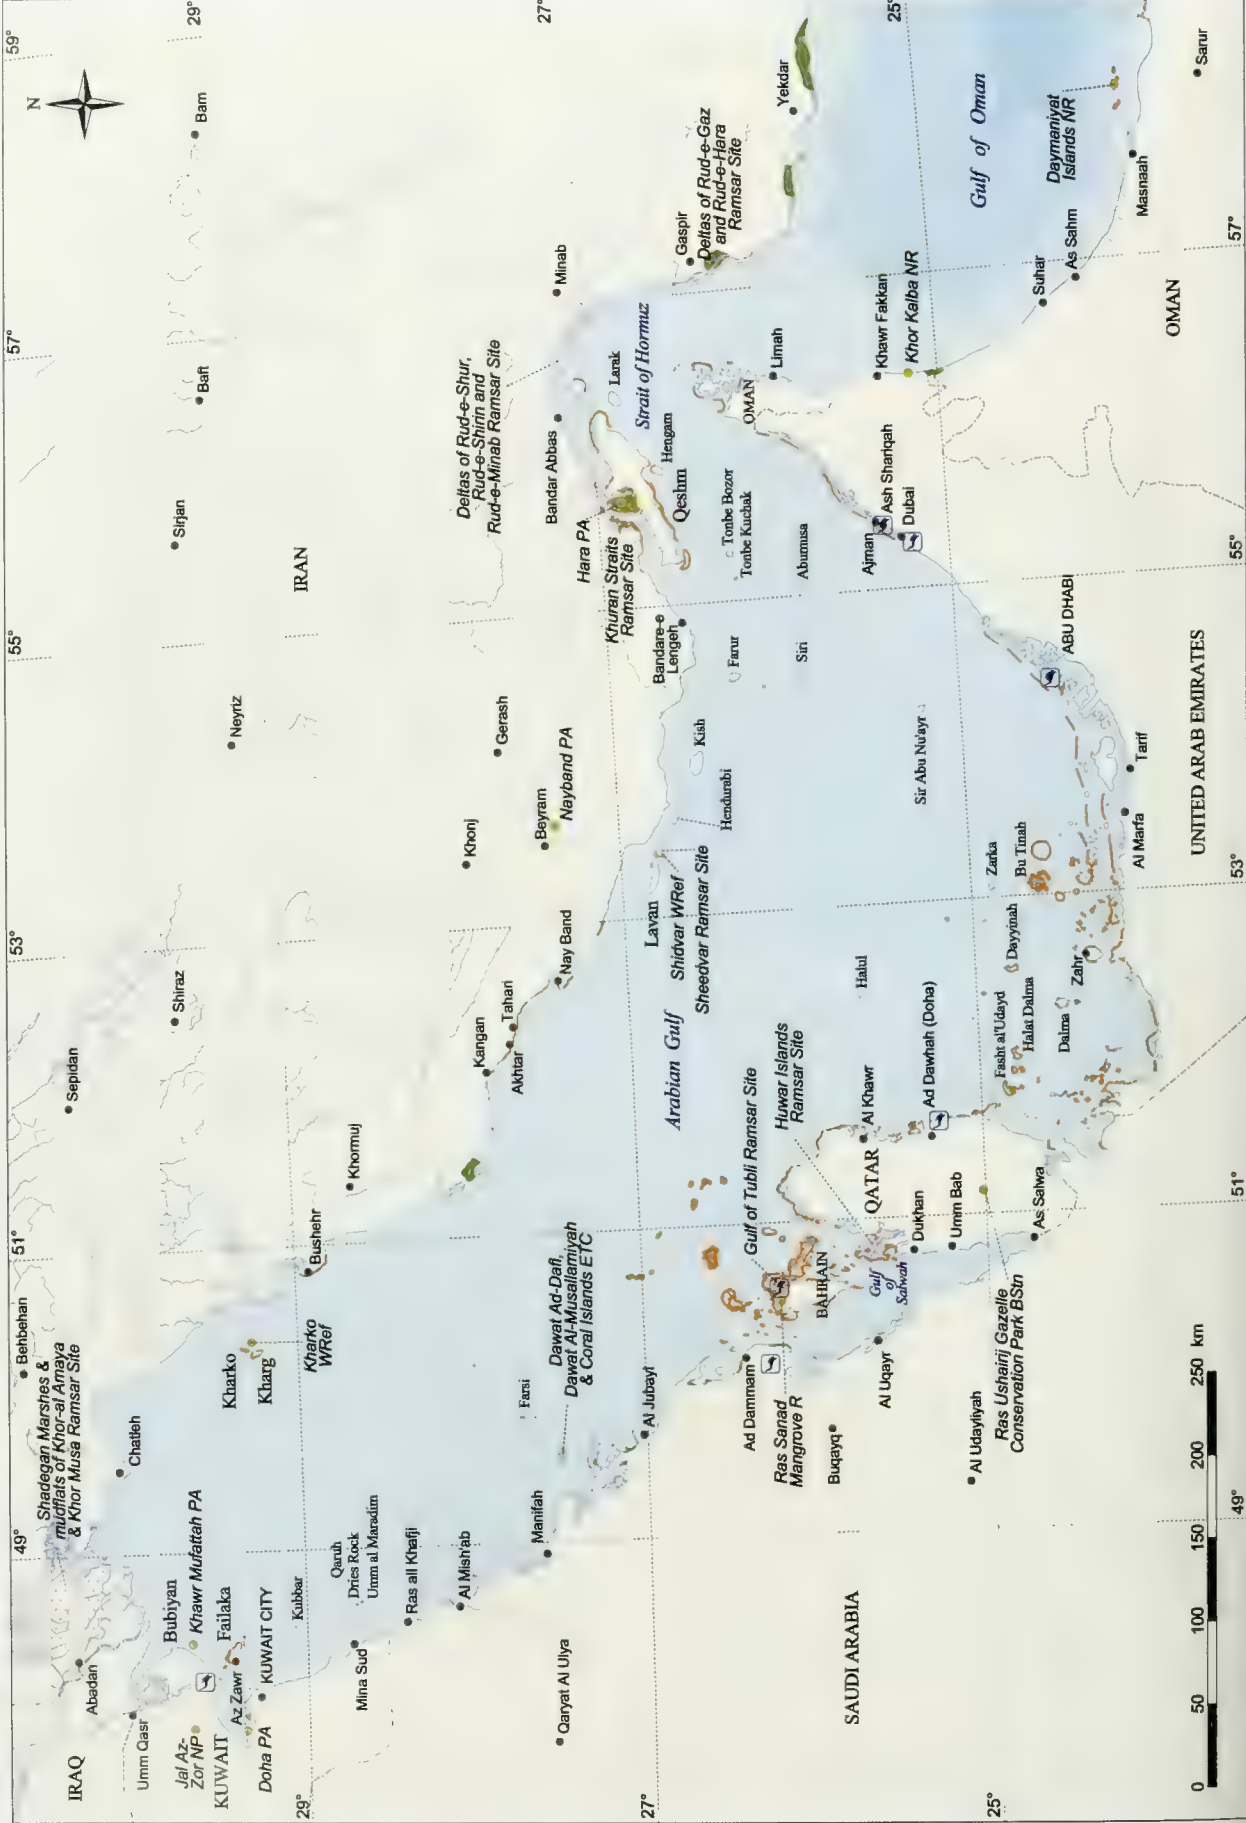 59°
57°
55°
53°
51°
49°
29°
27°
25°
N
Bam
Baft
Sirjan
Neyriz
Shiraz
Sepidan
Behbehan
IRAN
Shadegan Marshes &
mudflats of Khor-al Amaya
& Khor Musa Ramsar Site
Chatleh
Abadan
IRAQ
Umm Qasr
Bubiyan
Khawr Mufattah PA
Jal Az-
Zor NP
KUWAIT
Failaka
Az Zawr
KUWAIT CITY
Doha PA
Kubbar
Qaruh
Dries Rock
Umm al Maradim
Mina Sud
Ras all Khafji
Al Mish'ab
Manifah
Qaryat Al Ulya
Kharko
Kharg
Kharko
WRef
Bushehr
Khormuj
Farsi
Dawat Ad-Dafi,
Dawat Al-Musallamiyah
& Coral Islands ETC
Al Jubayl
Kangan
Akhtar
Tahari
Nay Band
Khonj
Beyram
Nayband PA
Gerash
Lavan
Shidvar WRef
Sheedvar Ramsar Site
Hendurabi
Kish
Bandare-e
Lengeh
Farur
Siri
Deltas of Rud-e-Shur,
Rud-e-Shirin and
Rud-e-Minab Ramsar Site
Bandar Abbas
Minab
Hara PA
Khuran Straits
Ramsar Site
Qeshm
Hengam
Larak
Strait of Hormuz
Tonbe Bozor
Tonbe Kuchak
Abumusa
Gaspir
Deltas of Rud-e-Gaz
and Rud-e-Hara
Ramsar Site
Yekdar
Gulf of Oman
Daymaniyat
Islands NR
Sarur
Masnaah
As Sahm
Suhar
OMAN
Khor Kalba NR
Khawr Fakkan
Limah
OMAN
Ajman
Ash Shariqah
Dubai
ABU DHABI
UNITED ARAB EMIRATES
Tarif
Al Marfa
Sir Abu Nu'ayr
Zarka
Bu Tinah
Dayyinah
Zahr
Dalma
Fasht al'Udayd
Halat Dalma
Halul
Arabian Gulf
Gulf of Tubli Ramsar Site
Huwar Islands
Ramsar Site
Al Khawr
Ad Dawhah (Doha)
QATAR
Dukhan
Umm Bab
As Salwa
BAHRAIN
Gulf
of
Salwah
Ad Dammam
Ras Sanad
Mangrove R
Buqayq
Al Uqayr
Al Udayliyah
Ras Ushairij Gazelle
Conservation Park BStn
SAUDI ARABIA
29°
27°
25°
49°
51°
53°
55°
57°
0 50 100 150 200 250 km